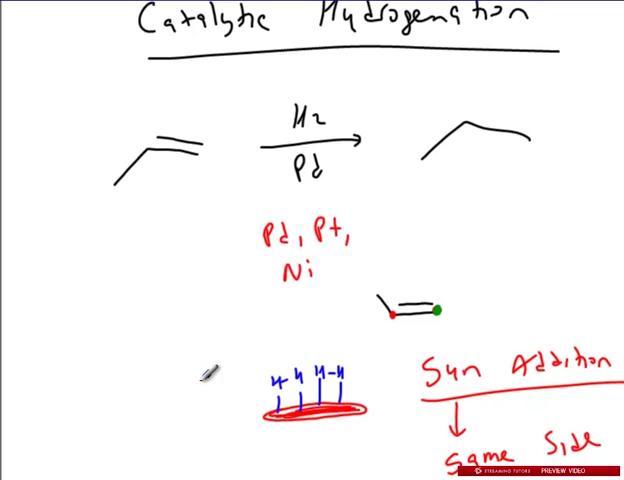 Catalytic Hydrogenation
H2
Pd
Pd, Pt,
Ni
H-H H-H
Syn Addition
Same Side
STREAMING TUTORS PREVIEW VIDEO